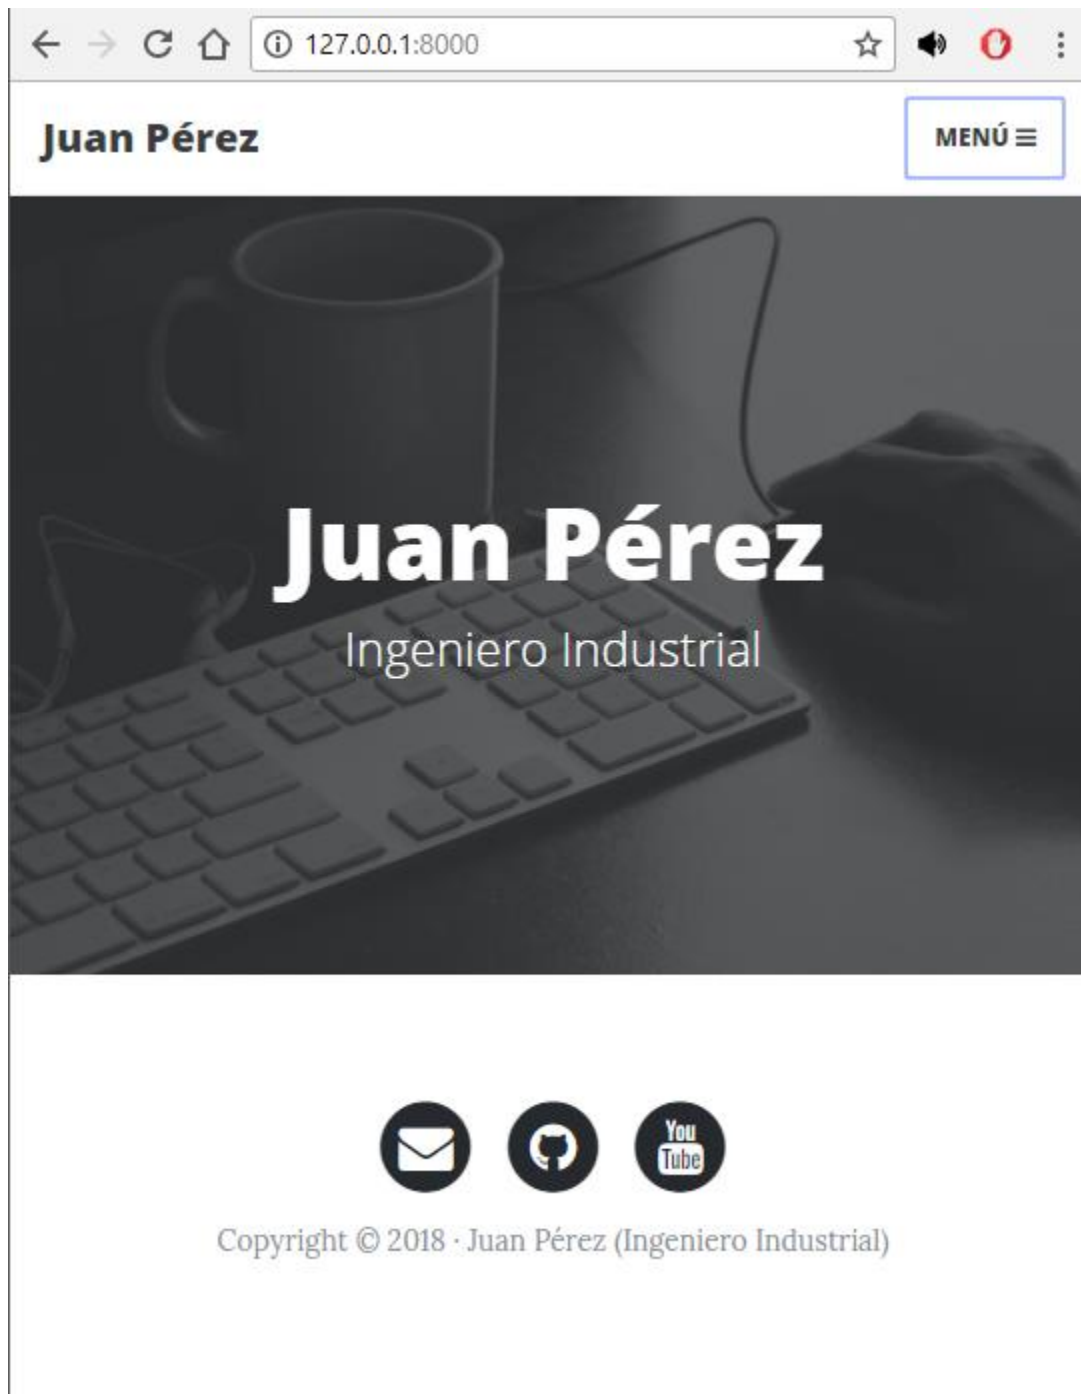 127.0.0.1:8000
Juan Pérez
MENÚ
Juan Pérez
Ingeniero Industrial
You
Tube
Copyright © 2018 · Juan Pérez (Ingeniero Industrial)